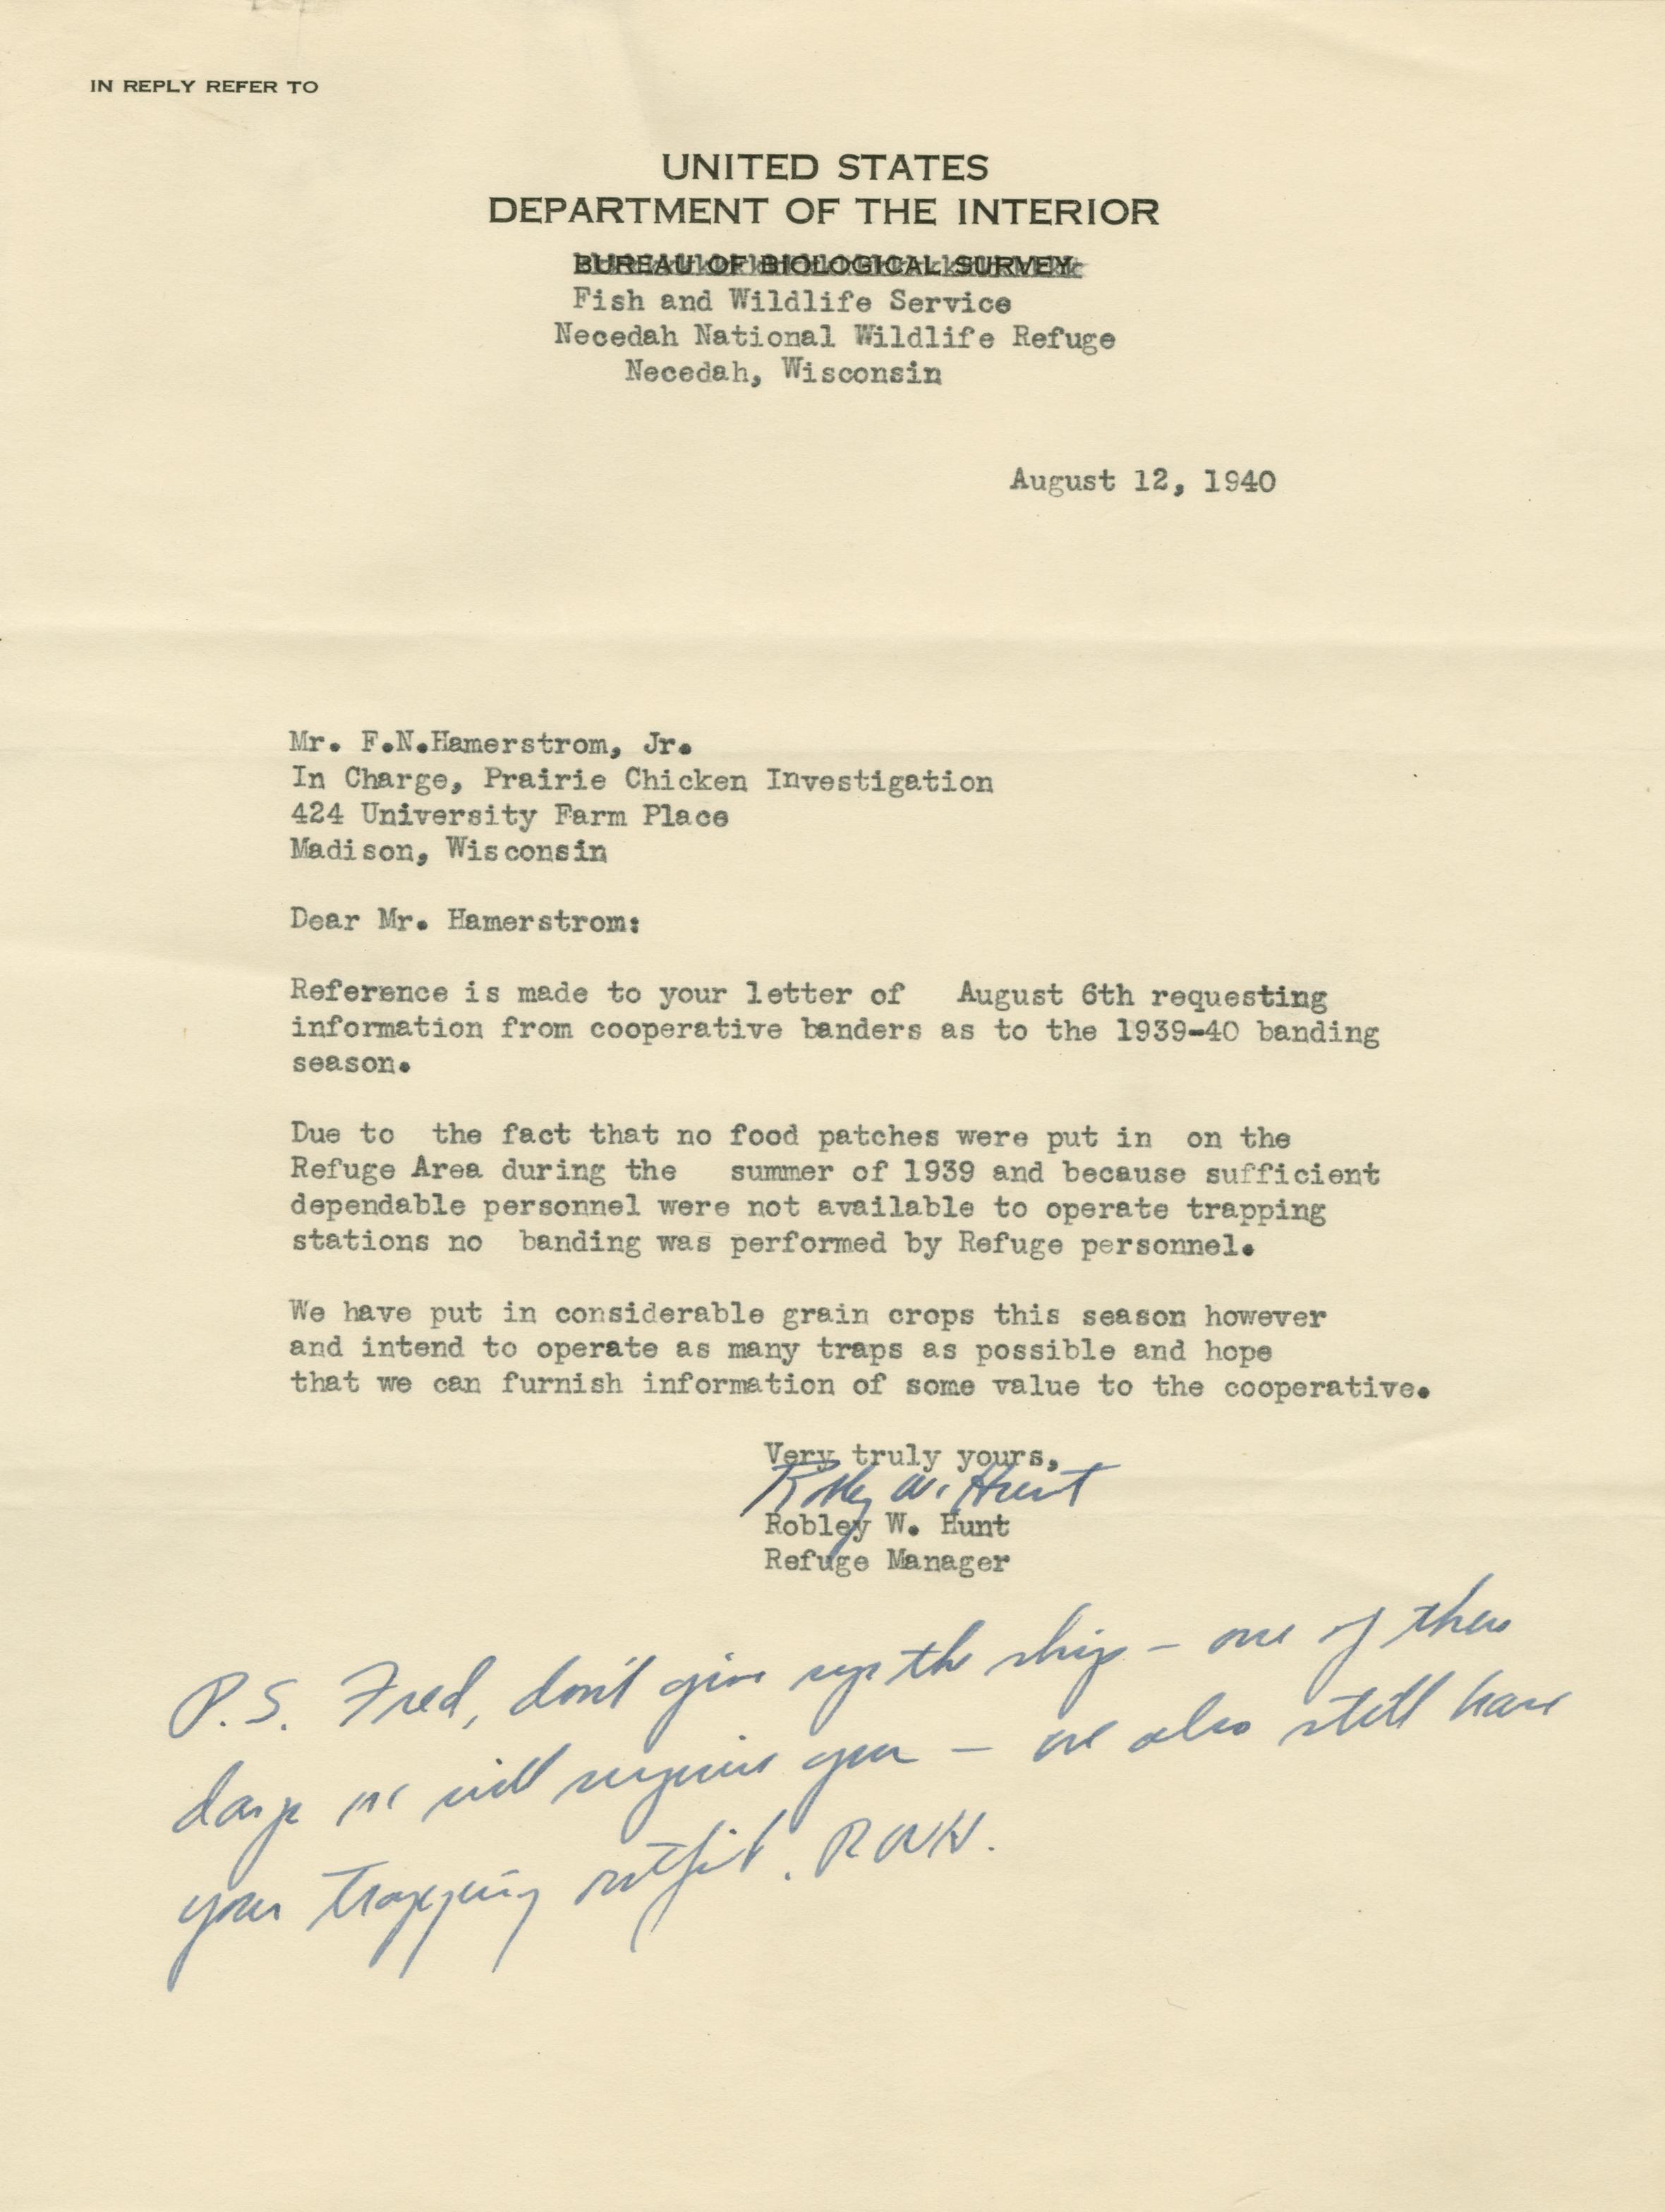 IN REPLY REFER TO
UNITED STATES
DEPARTMENT OF THE INTERIOR
BUREAU OF BIOLOGICAL SURVEY
Fish and Wildlife Service
Necedah National Wildlife Refuge
Necedah, Wisconsin
August 12, 1940
Mr. F.N.Hamerstrom, Jr.
In Charge, Prairie Chicken Investigation
424 University Farm Place
Madison, Wisconsin
Dear Mr. Hamerstrom:
Reference is made to your letter of August 6th requesting
information from cooperative banders as to the 1939-40 banding
season.
Due to the fact that no food patches were put in on the
Refuge Area during the summer of 1939 and because sufficient
dependable personnel were not available to operate trapping
stations no banding was performed by Refuge personnel.
We have put in considerable grain crops this season however
and intend to operate as many traps as possible and hope
that we can furnish information of some value to the cooperative.
Very truly yours,
Robley W. Hunt
Robley W. Hunt
Refuge Manager
P.S. Fred, don't give up the ship - one of these
days we will surprise you - we also still have
your trapping outfit. RWH.